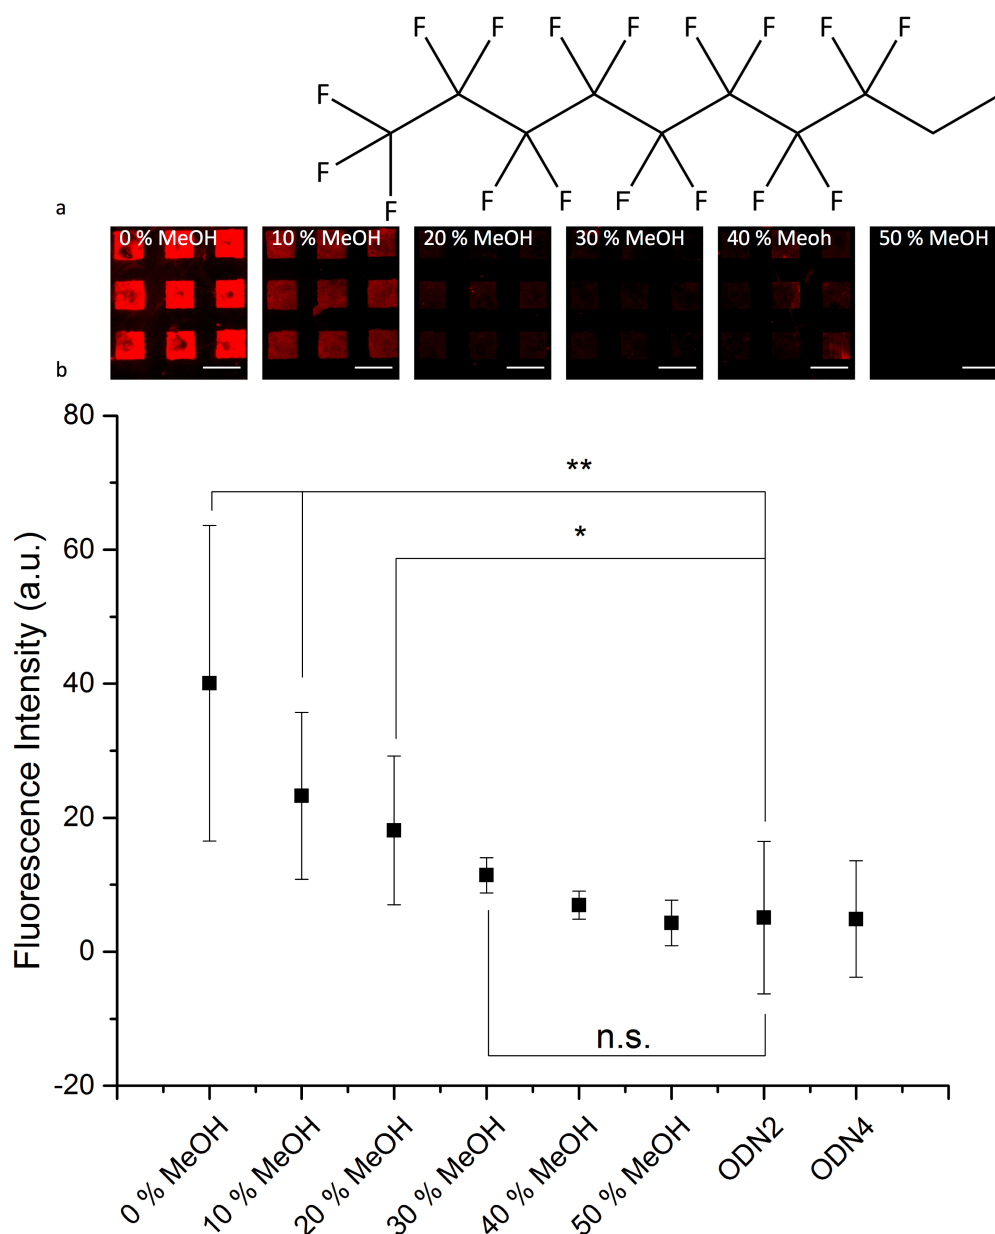 F F F F F F F F
F
F
F F F F F F F
a
0 % MeOH 10 % MeOH 20 % MeOH 30 % MeOH 40 % Meoh 50 % MeOH
b
80
**
60
*
40
20
0
n.s.
-20
Fluorescence Intensity (a.u.)
0 % MeOH
10 % MeOH
20 % MeOH
30 % MeOH
40 % MeOH
50 % MeOH
ODN2
ODN4